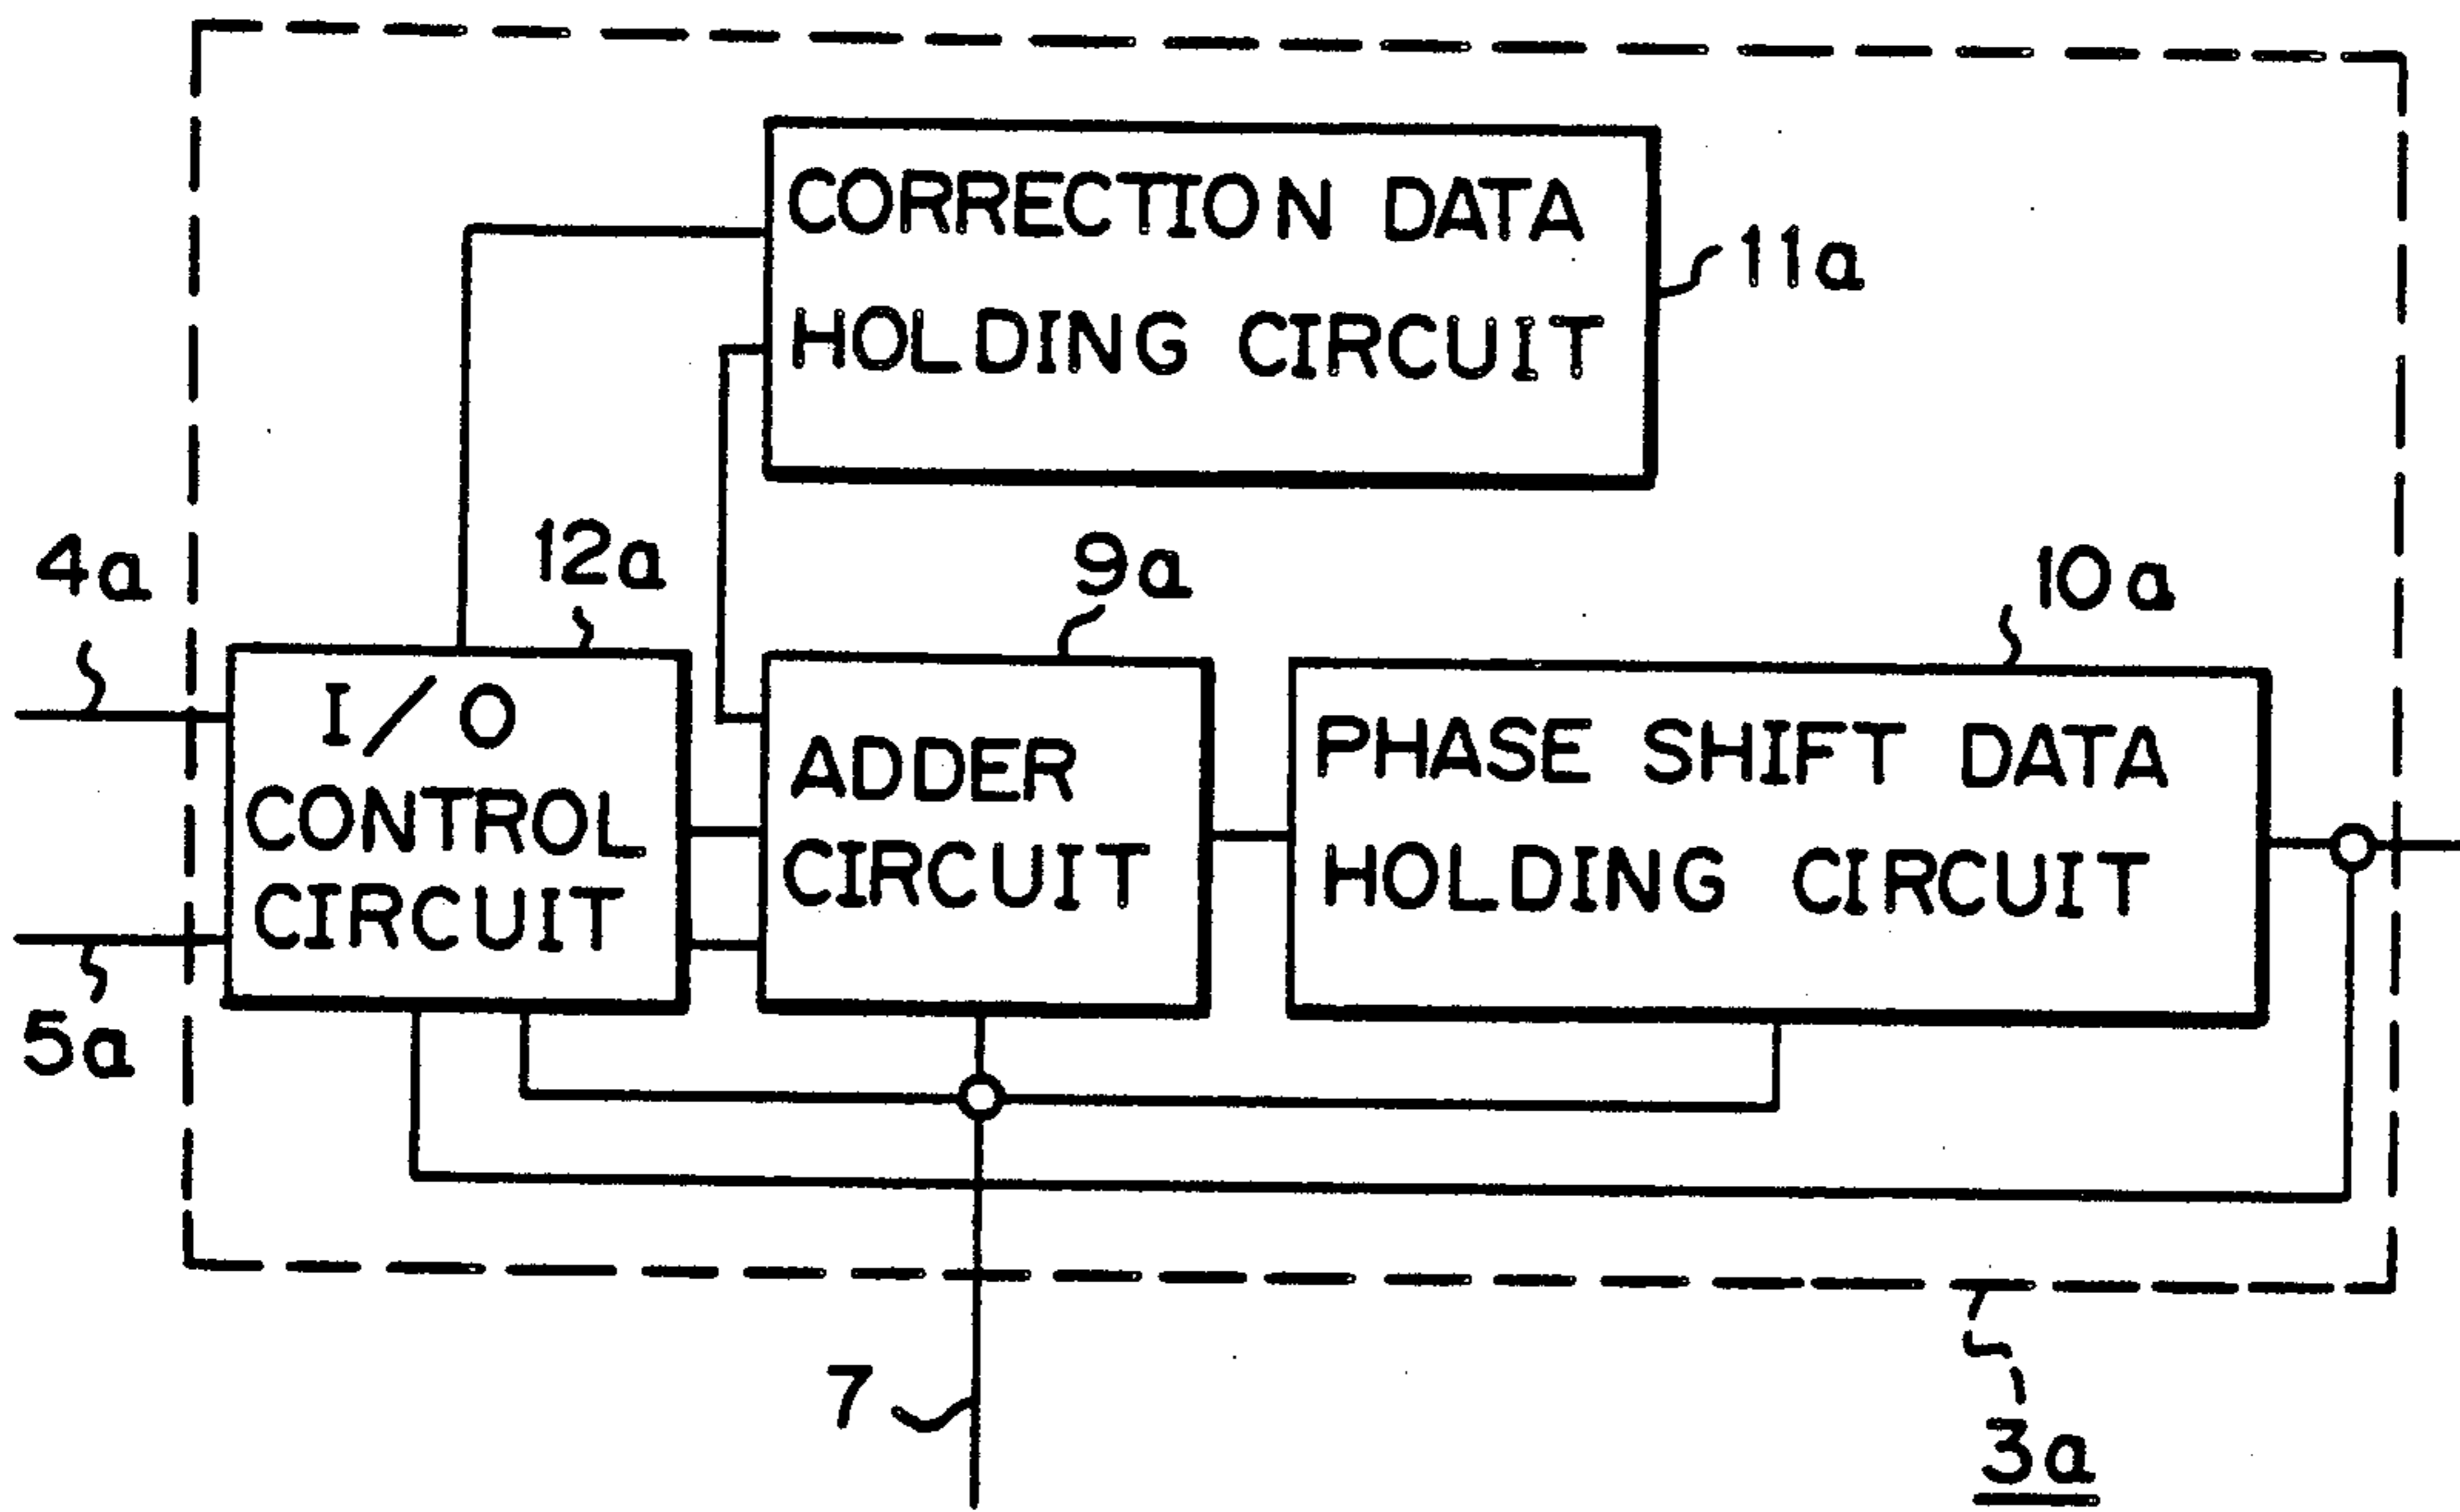 CORRECTION DATA
HOLDING CIRCUIT
11a
4a
12a
9a
10a
I/O
CONTROL
CIRCUIT
ADDER
CIRCUIT
PHASE SHIFT DATA
HOLDING CIRCUIT
5a
7
3a